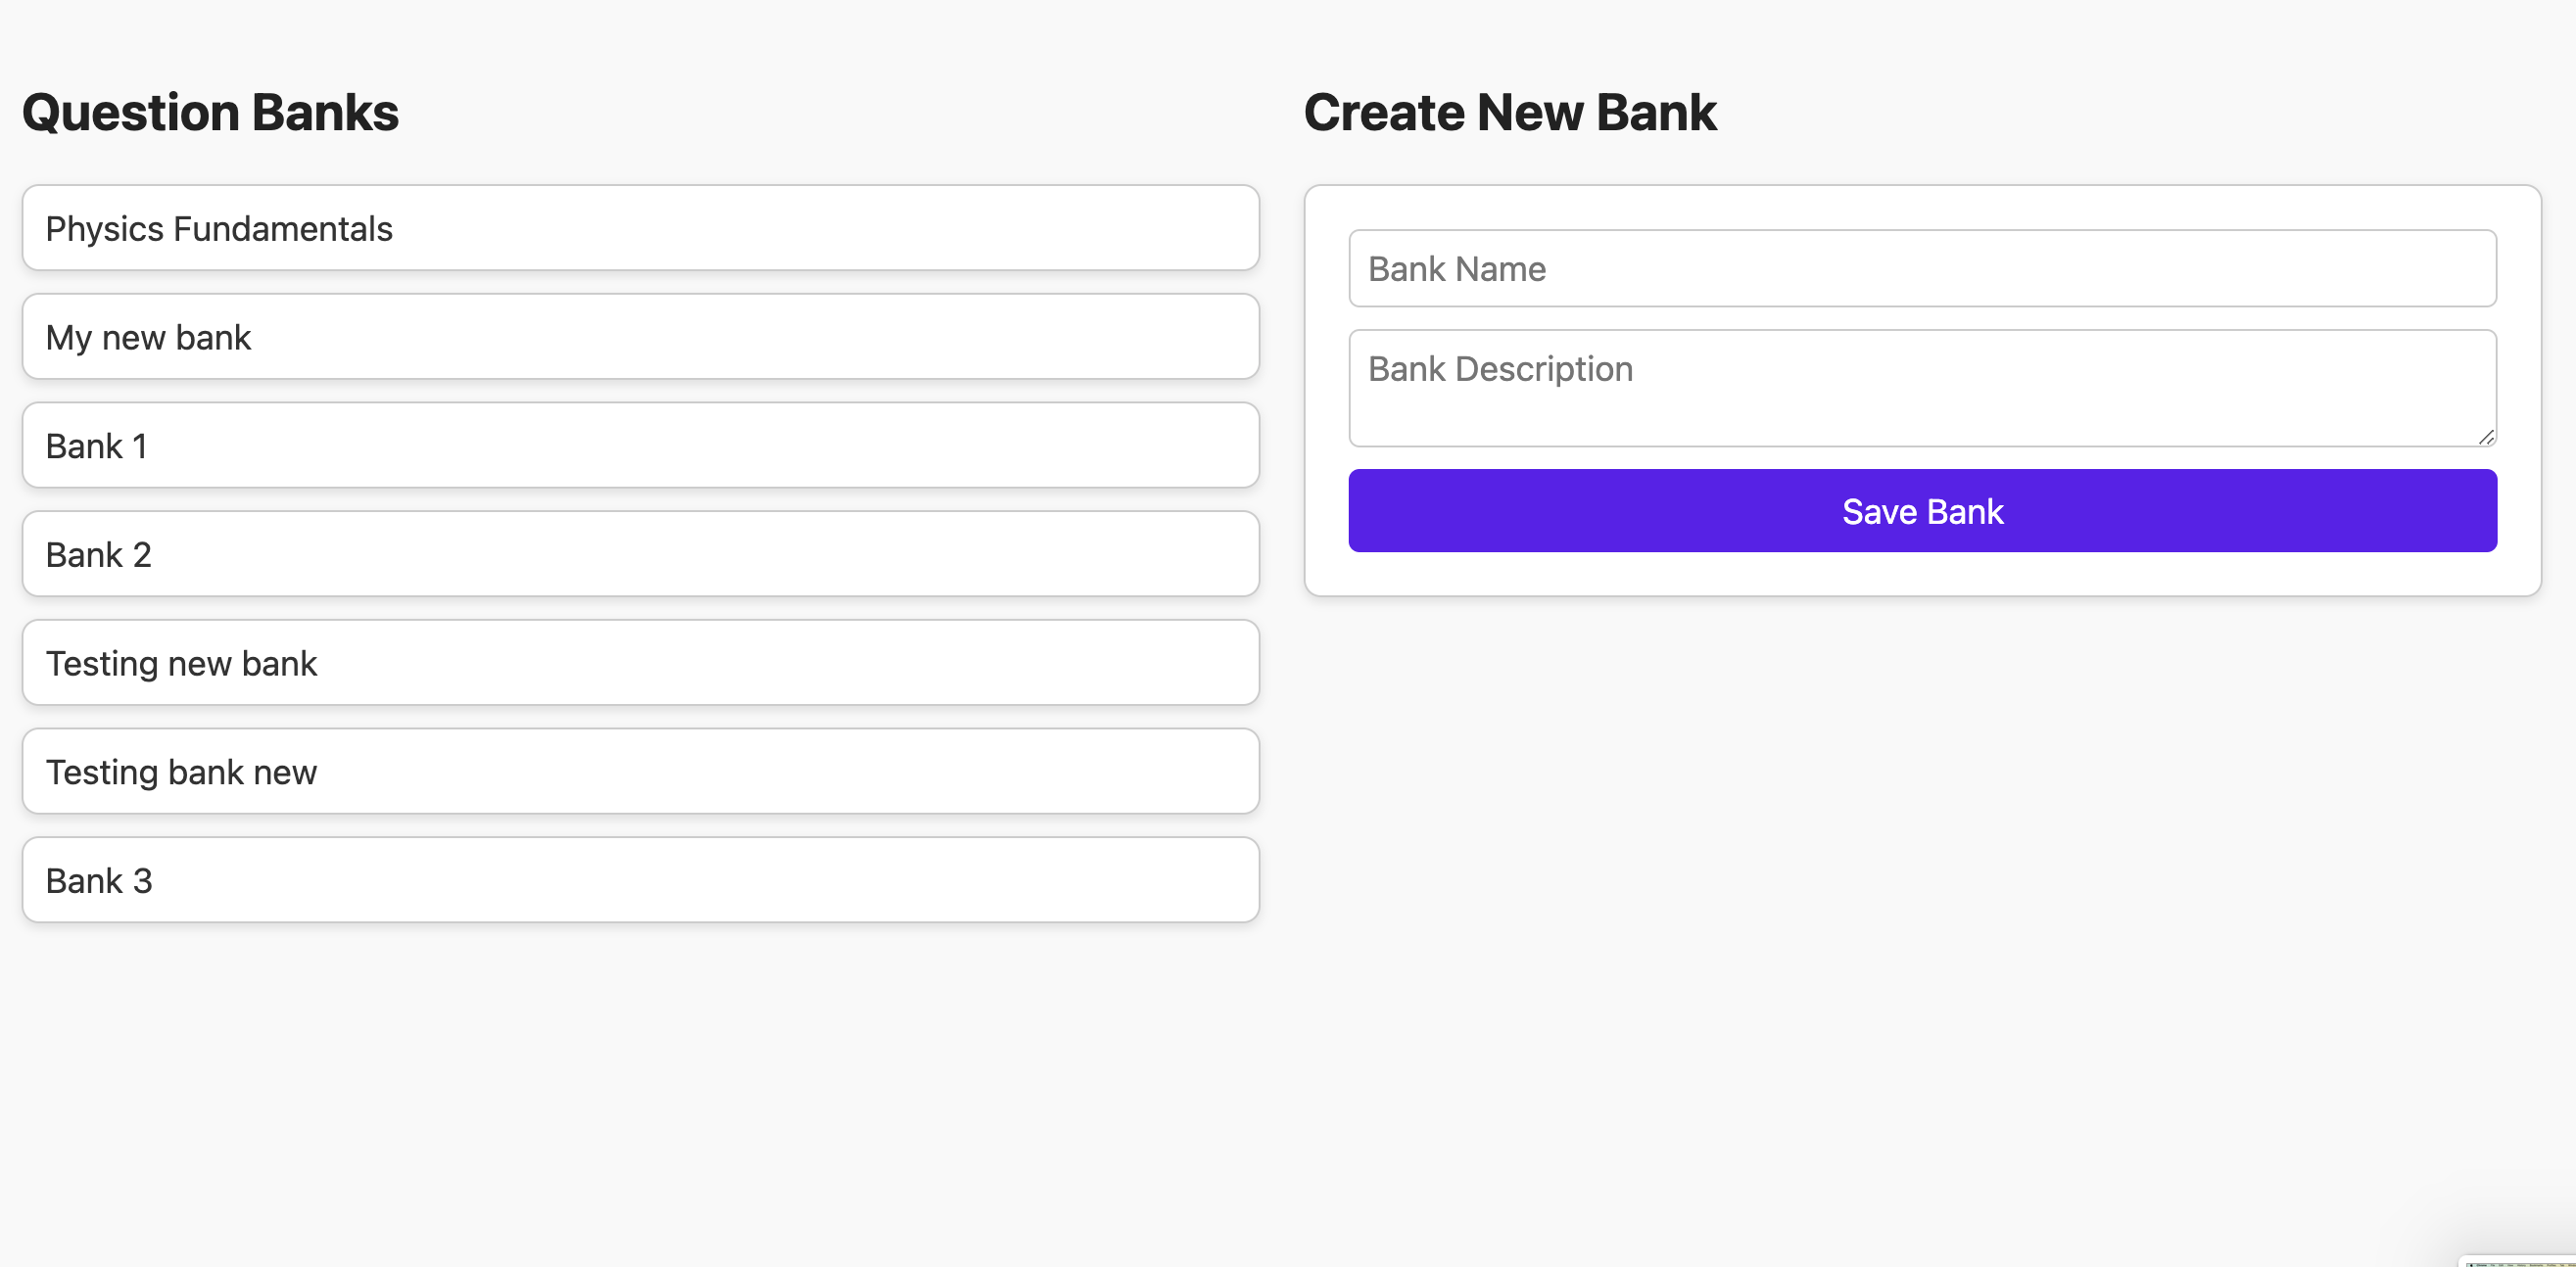 Question Banks
Physics Fundamentals
My new bank
Bank 1
Bank 2
Testing new bank
Testing bank new
Bank 3
Create New Bank
Bank Name
Bank Description
Save Bank